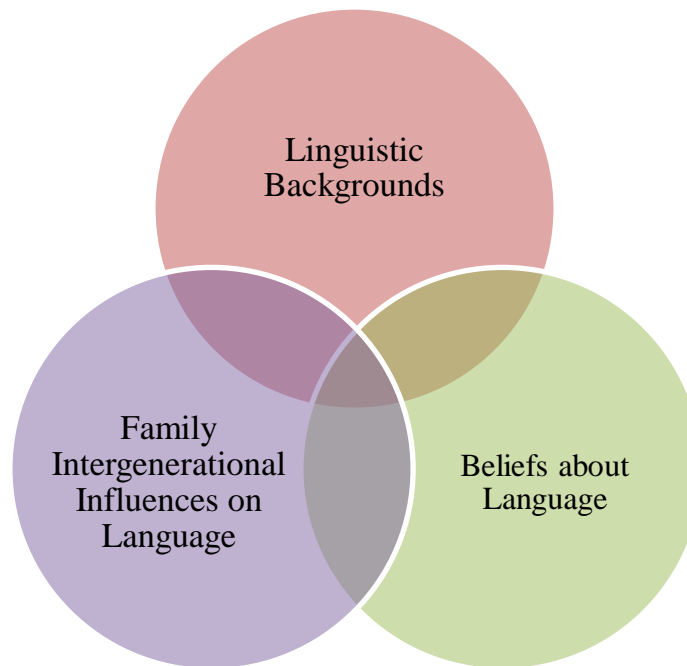 Linguistic
Backgrounds
Family
Intergenerational
Influences on
Language
Beliefs about
Language